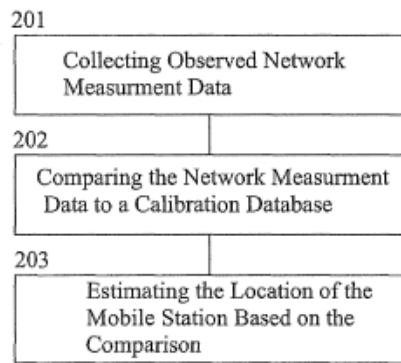 201
Collecting Observed Network
Measurment Data
202
Comparing the Network Measurment
Data to a Calibration Database
203
Estimating the Location of the
Mobile Station Based on the
Comparison